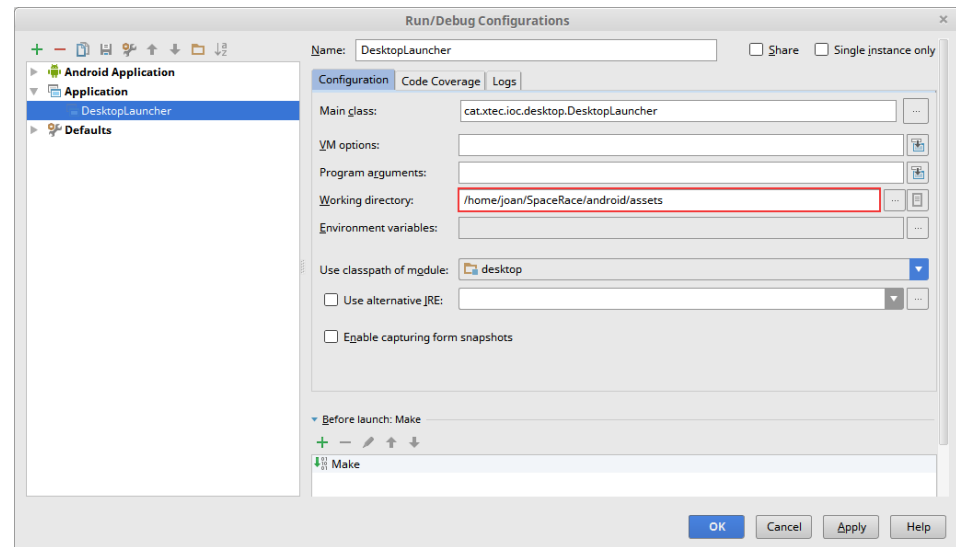 Run/Debug Configurations
Name: DesktopLauncher
Share
Single instance only
Android Application
Application
DesktopLauncher
Defaults
Configuration
Code Coverage
Logs
Main class: cat.xtec.ioc.desktop.DesktopLauncher
VM options:
Program arguments:
Working directory: /home/joan/SpaceRace/android/assets
Environment variables:
Use classpath of module: desktop
Use alternative JRE:
Enable capturing form snapshots
Before launch: Make
Make
OK
Cancel
Apply
Help